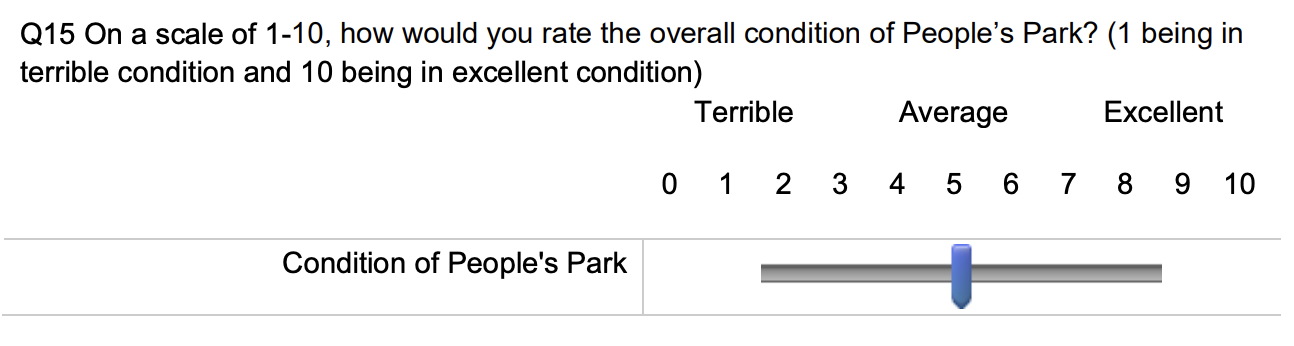 Q15 On a scale of 1-10, how would you rate the overall condition of People’s Park? (1 being in
terrible condition and 10 being in excellent condition)
Terrible Average Excellent
0 1 2 3 4 5 6 7 8 9 10
Condition of People's Park